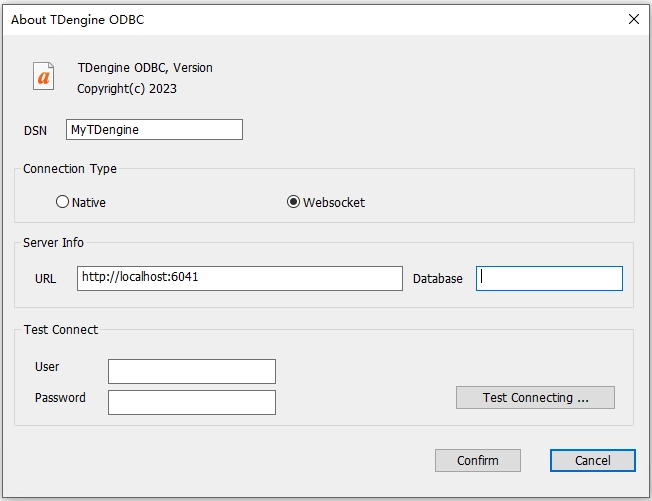 About TDengine ODBC
TDengine ODBC, Version
Copyright(c) 2023
DSN MyTDengine
Connection Type
Native Websocket
Server Info
URL http://localhost:6041 Database
Test Connect
User
Password
Test Connecting ...
Confirm Cancel